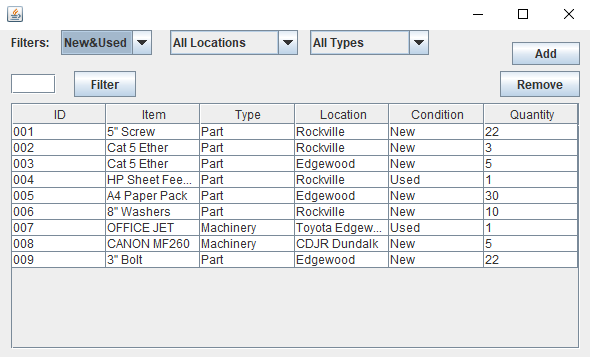 Filters: New&Used All Locations All Types Add
Filter Remove
ID Item Type Location Condition Quantity
001 5" Screw Part Rockville New 22
002 Cat 5 Ether Part Rockville New 3
003 Cat 5 Ether Part Edgewood New 5
004 HP Sheet Fee... Part Rockville Used 1
005 A4 Paper Pack Part Edgewood New 30
006 8" Washers Part Rockville New 10
007 OFFICE JET Machinery Toyota Edgew... Used 1
008 CANON MF260 Machinery CDJR Dundalk New 5
009 3" Bolt Part Edgewood New 22